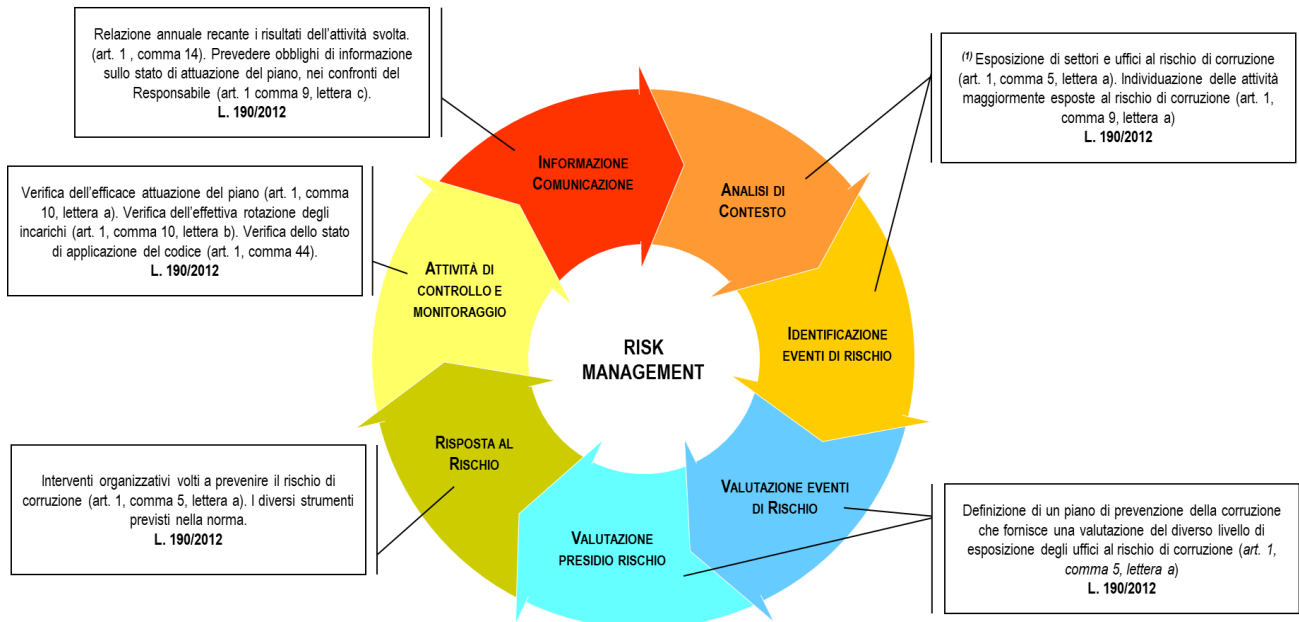 Relazione annuale recante i risultati dell'attività svolta.
(art. 1 , comma 14). Prevedere obblighi di informazione
sullo stato di attuazione del piano, nei confronti del
Responsabile (art. 1 comma 9, lettera c).
L. 190/2012
(1) Esposizione di settori e uffici al rischio di corruzione
(art. 1, comma 5, lettera a). Individuazione delle attività
maggiormente esposte al rischio di corruzione (art. 1,
comma 9, lettera a)
L. 190/2012
INFORMAZIONE
COMUNICAZIONE
ANALISI DI
CONTESTO
Verifica dell'efficace attuazione del piano (art. 1, comma
10, lettera a). Verifica dell'effettiva rotazione degli
incarichi (art. 1, comma 10, lettera b). Verifica dello stato
di applicazione del codice (art. 1, comma 44).
L. 190/2012
ATTIVITÀ DI
CONTROLLO E
MONITORAGGIO
IDENTIFICAZIONE
EVENTI DI RISCHIO
RISK
MANAGEMENT
RISPOSTA AL
RISCHIO
VALUTAZIONE EVENTI
DI RISCHIO
VALUTAZIONE
PRESIDIO RISCHIO
Interventi organizzativi volti a prevenire il rischio di
corruzione (art. 1, comma 5, lettera a). I diversi strumenti
previsti nella norma.
L. 190/2012
Definizione di un piano di prevenzione della corruzione
che fornisce una valutazione del diverso livello di
esposizione degli uffici al rischio di corruzione (art. 1,
comma 5, lettera a)
L. 190/2012